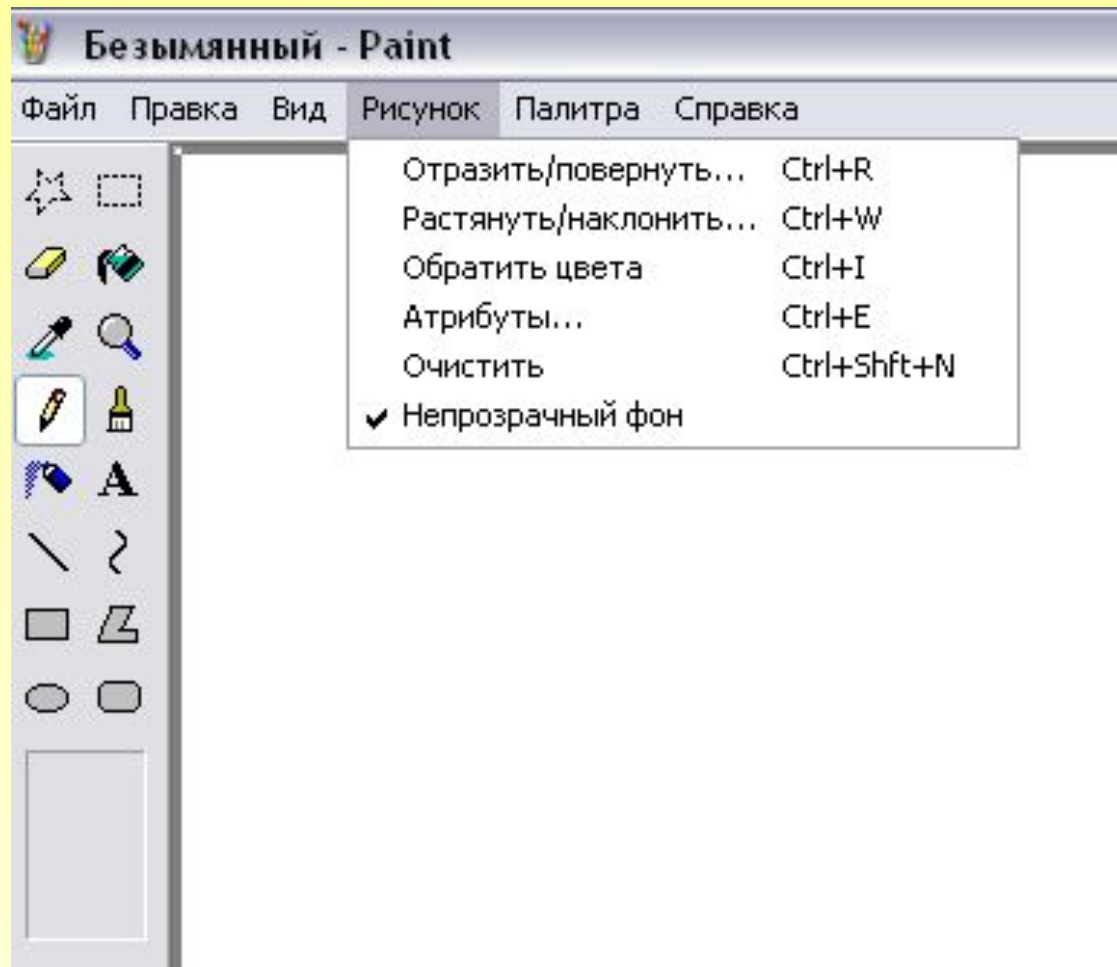 Безымянный - Paint
Файл Правка Вид Рисунок Палитра Справка
Отразить/повернуть... Ctrl+R
Растянуть/наклонить... Ctrl+W
Обратить цвета Ctrl+I
Атрибуты... Ctrl+E
Очистить Ctrl+Shft+N
Непрозрачный фон
A